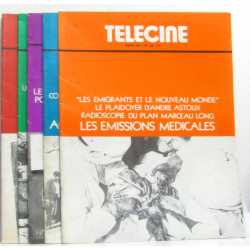 TELECINE
"LES EMIGRANTS ET LE NOUVEAU MONDE"
LE PLAIDOYER D'ANDRE ASTOUX
RADIOSCOPIE DU PLAN MARCEAU LONG
LES EMISSIONS MEDICALES